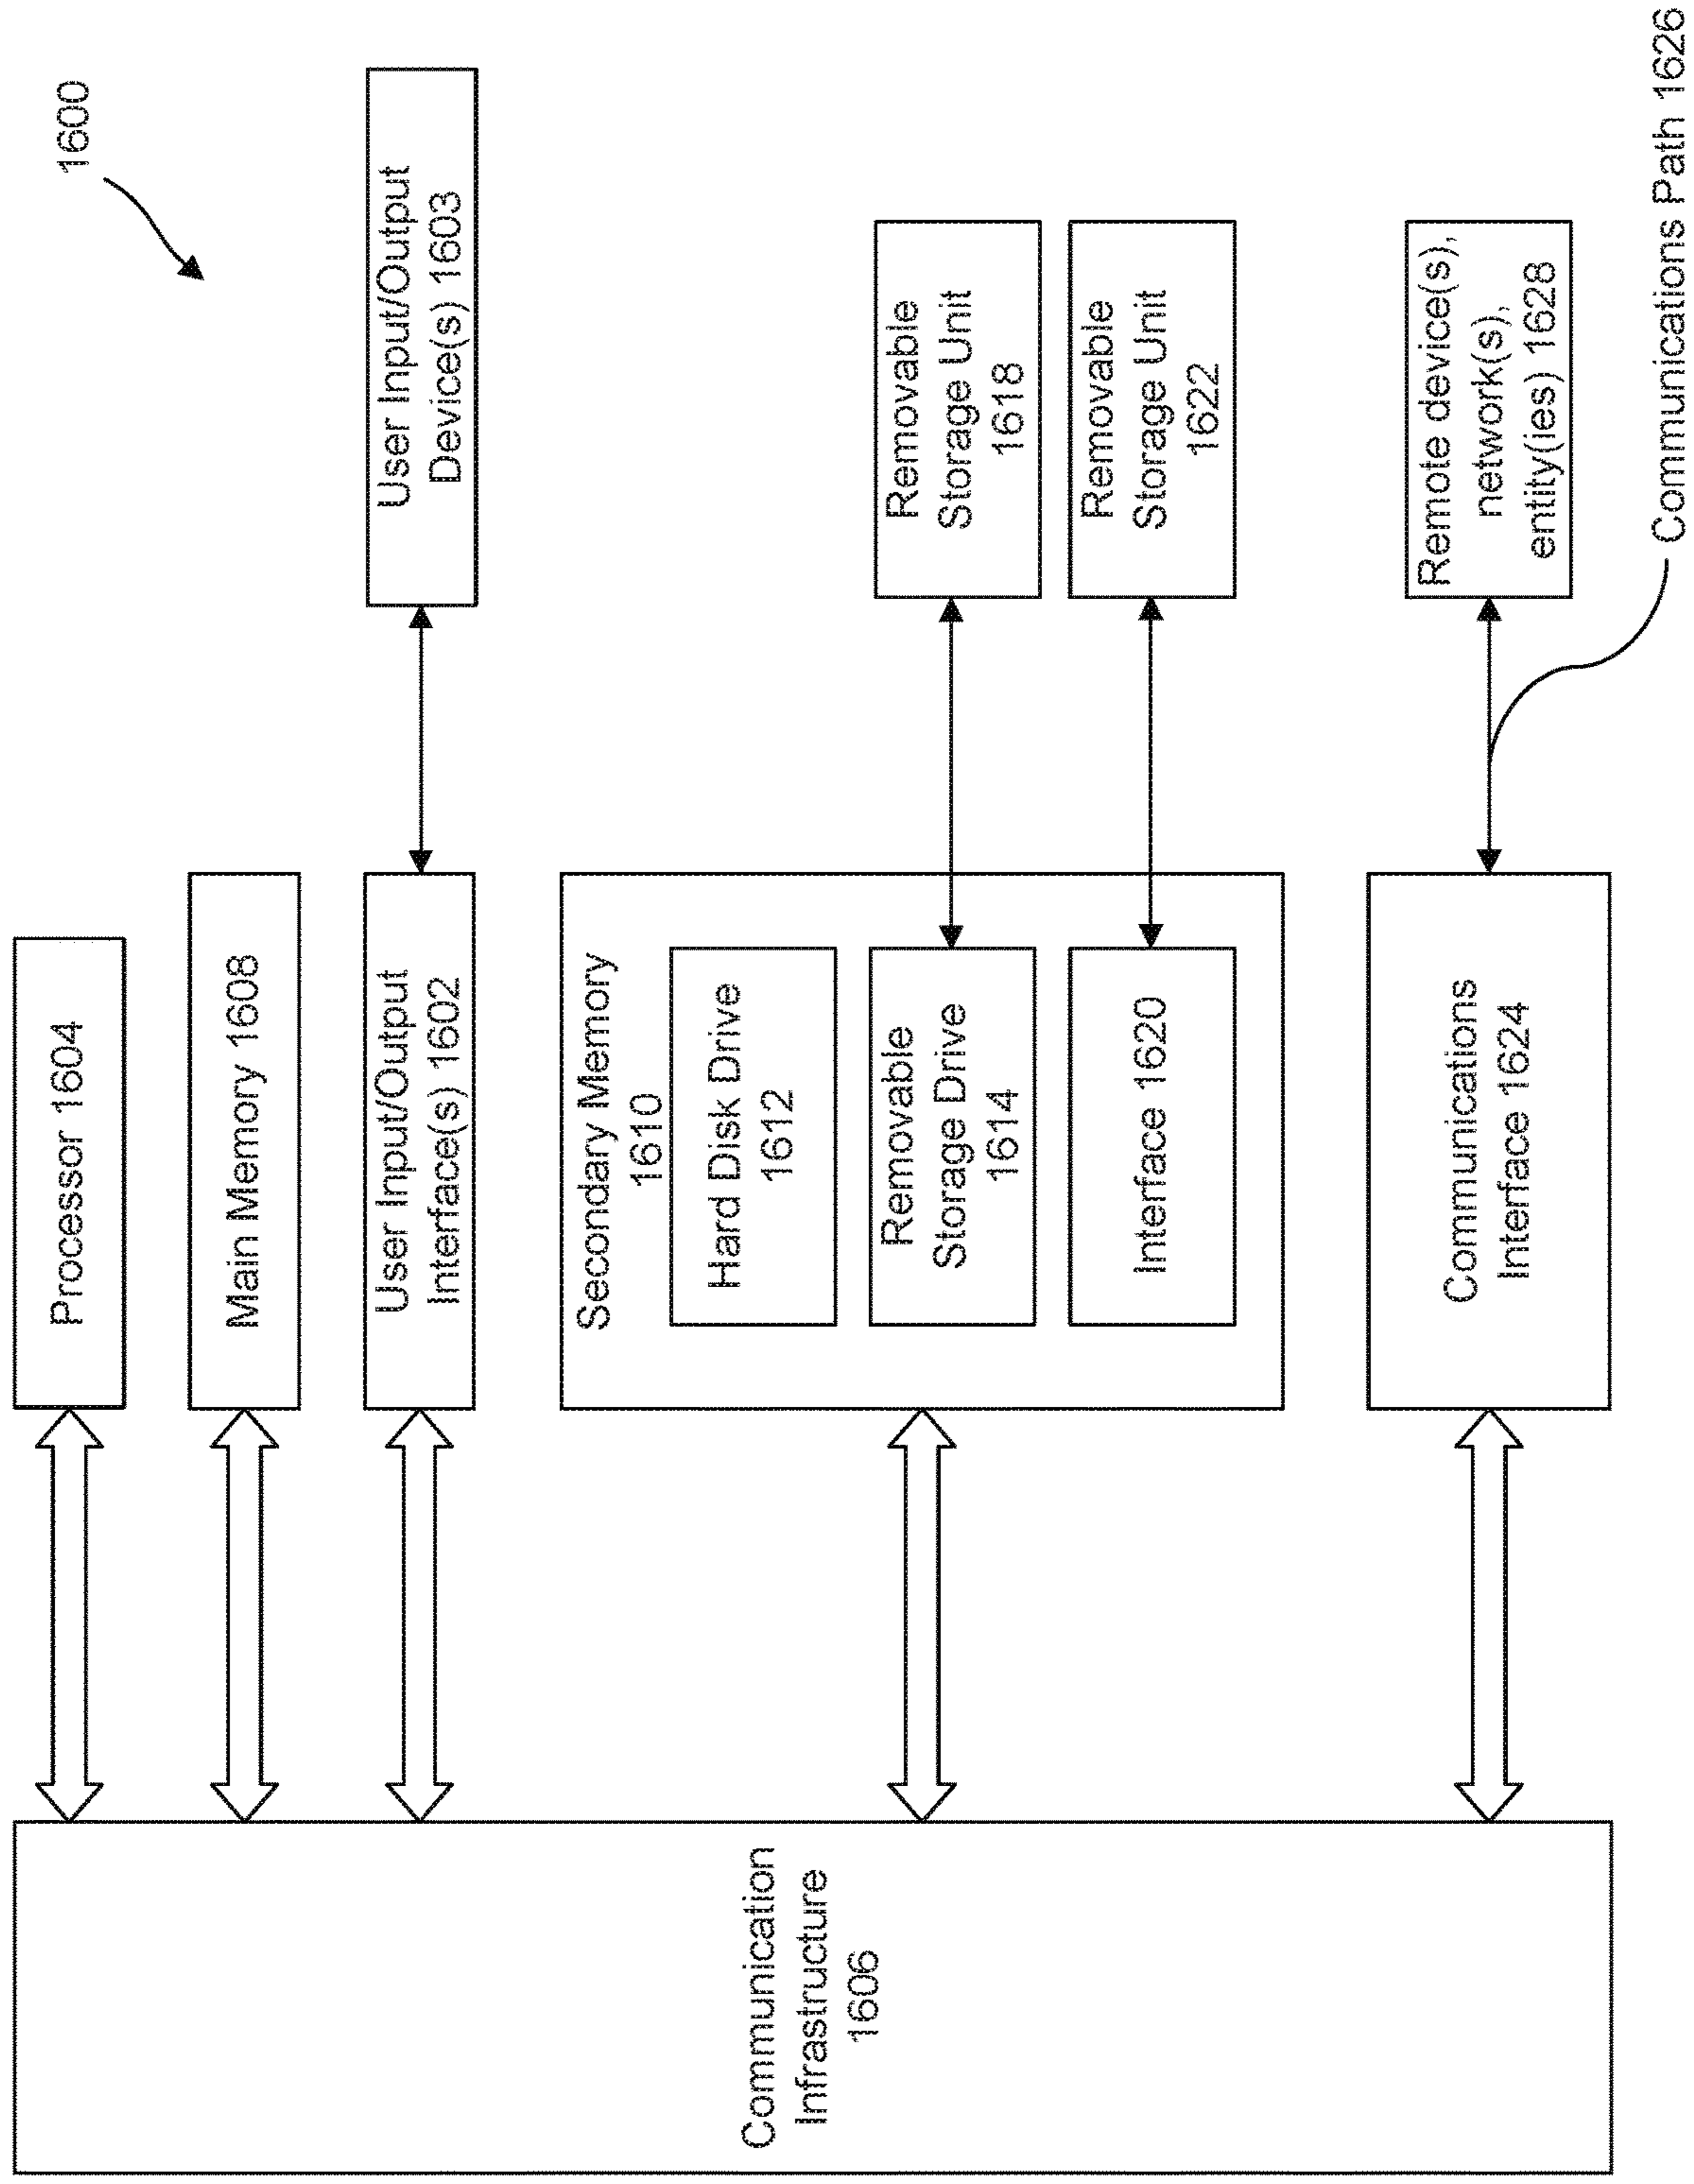 1600
Processor 1604
Main Memory 1608
User Input/Output
Interface(s) 1602
User Input/Output
Device(s) 1603
Communication
Infrastructure
1606
Secondary Memory
1610
Hard Disk Drive
1612
Removable
Storage Drive
1614
Removable
Storage Unit
1618
Interface 1620
Removable
Storage Unit
1622
Communications
Interface 1624
Remote device(s),
network(s),
entity(ies) 1628
Communications Path 1626